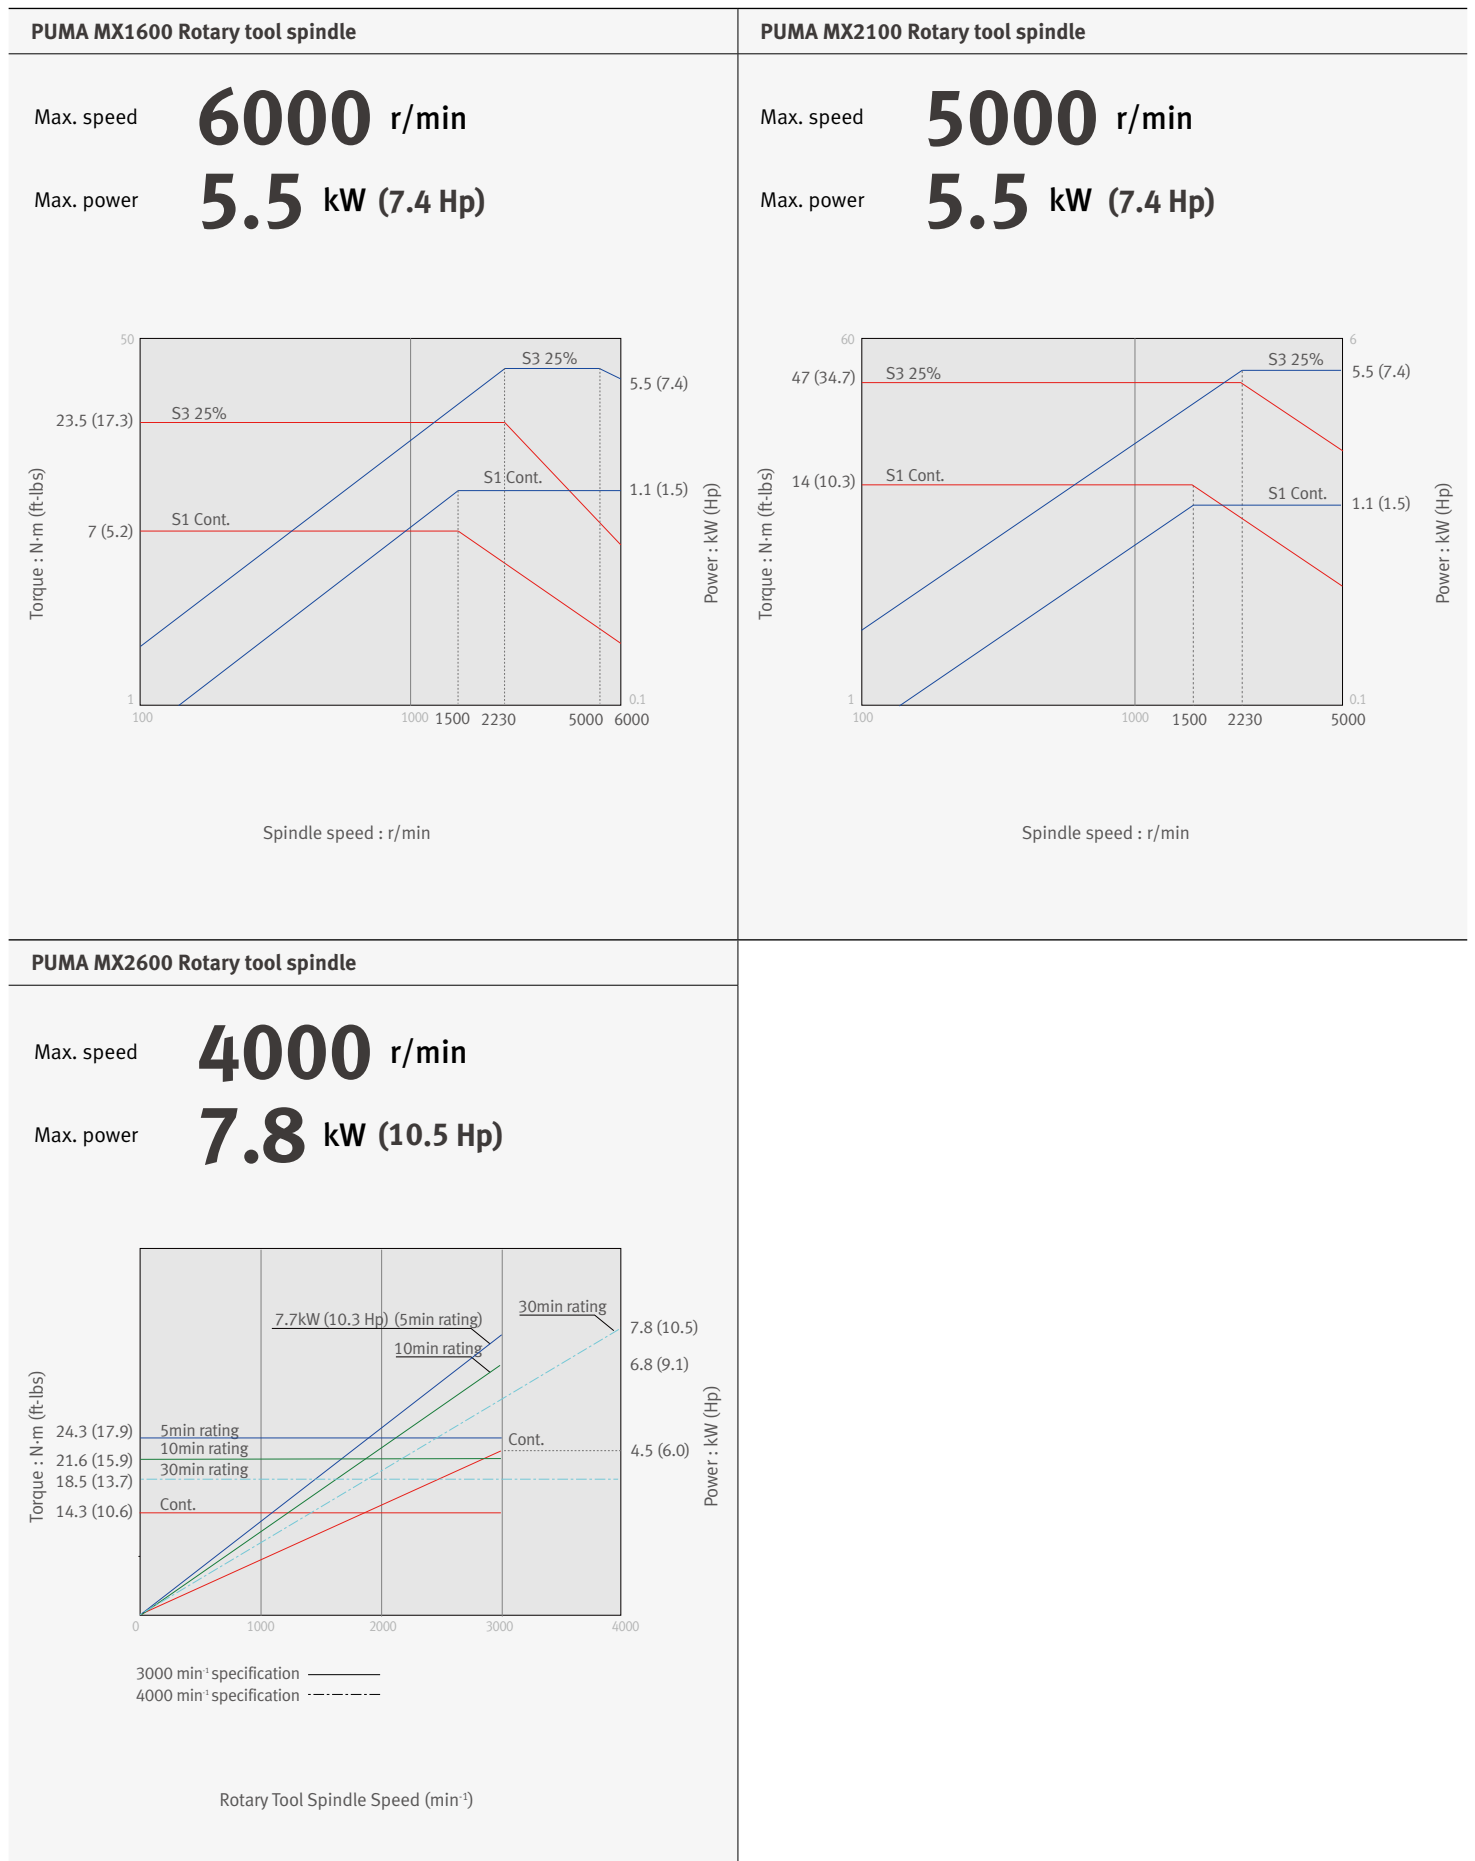 PUMA MX1600 Rotary tool spindle
Max. speed 6000 r/min
Max. power 5.5 kW (7.4 Hp)
50
S3 25%
5.5 (7.4)
23.5 (17.3)
S3 25%
S1 Cont.
1.1 (1.5)
7 (5.2)
S1 Cont.
Torque : N·m (ft-lbs)
Power : kW (Hp)
1
0.1
100 1000 1500 2230 5000 6000
Spindle speed : r/min
PUMA MX2100 Rotary tool spindle
Max. speed 5000 r/min
Max. power 5.5 kW (7.4 Hp)
60
6
S3 25%
47 (34.7)
S3 25%
5.5 (7.4)
14 (10.3)
S1 Cont.
S1 Cont.
1.1 (1.5)
Torque : N·m (ft-lbs)
Power : kW (Hp)
1
0.1
100 1000 1500 2230 5000
Spindle speed : r/min
PUMA MX2600 Rotary tool spindle
Max. speed 4000 r/min
Max. power 7.8 kW (10.5 Hp)
30min rating
7.7kW (10.3 Hp) (5min rating)
7.8 (10.5)
10min rating
6.8 (9.1)
24.3 (17.9)
5min rating
Cont.
10min rating
4.5 (6.0)
21.6 (15.9)
30min rating
18.5 (13.7)
Cont.
14.3 (10.6)
Torque : N·m (ft-lbs)
Power : kW (Hp)
0 1000 2000 3000 4000
3000 min⁻¹ specification
4000 min⁻¹ specification
Rotary Tool Spindle Speed (min⁻¹)